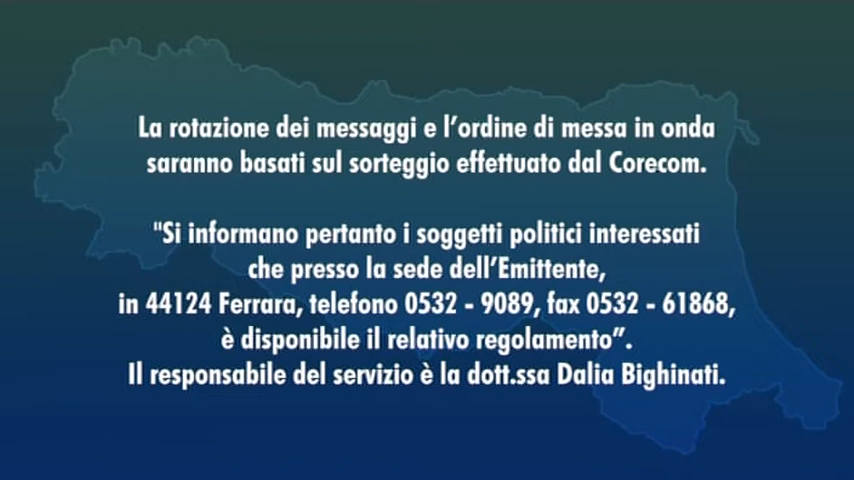 La rotazione dei messaggi e l’ordine di messa in onda
saranno basati sul sorteggio effettuato dal Corecom.
"Si informano pertanto i soggetti politici interessati
che presso la sede dell’Emittente,
in 44124 Ferrara, telefono 0532 - 9089, fax 0532 - 61868,
è disponibile il relativo regolamento”.
Il responsabile del servizio è la dott.ssa Dalia Bighinati.